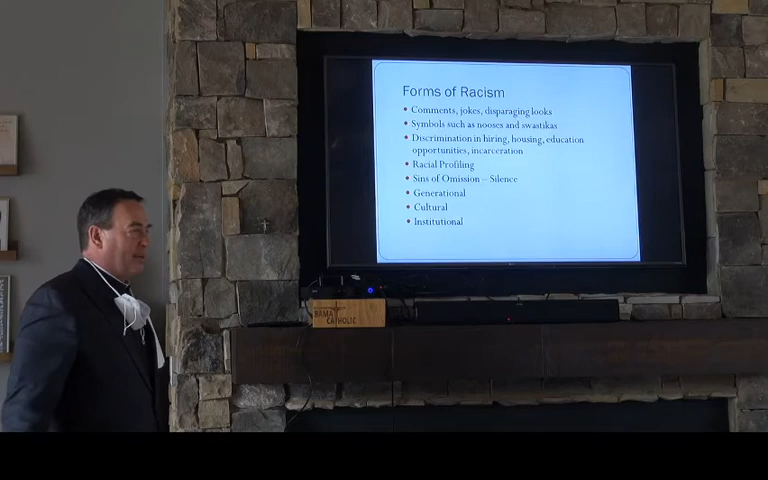 Forms of Racism
• Comments, jokes, disparaging looks
• Symbols such as nooses and swastikas
• Discrimination in hiring, housing, education
opportunities, incarceration
• Racial Profiling
• Sins of Omission – Silence
• Generational
• Cultural
• Institutional
BAMA
CATHOLIC